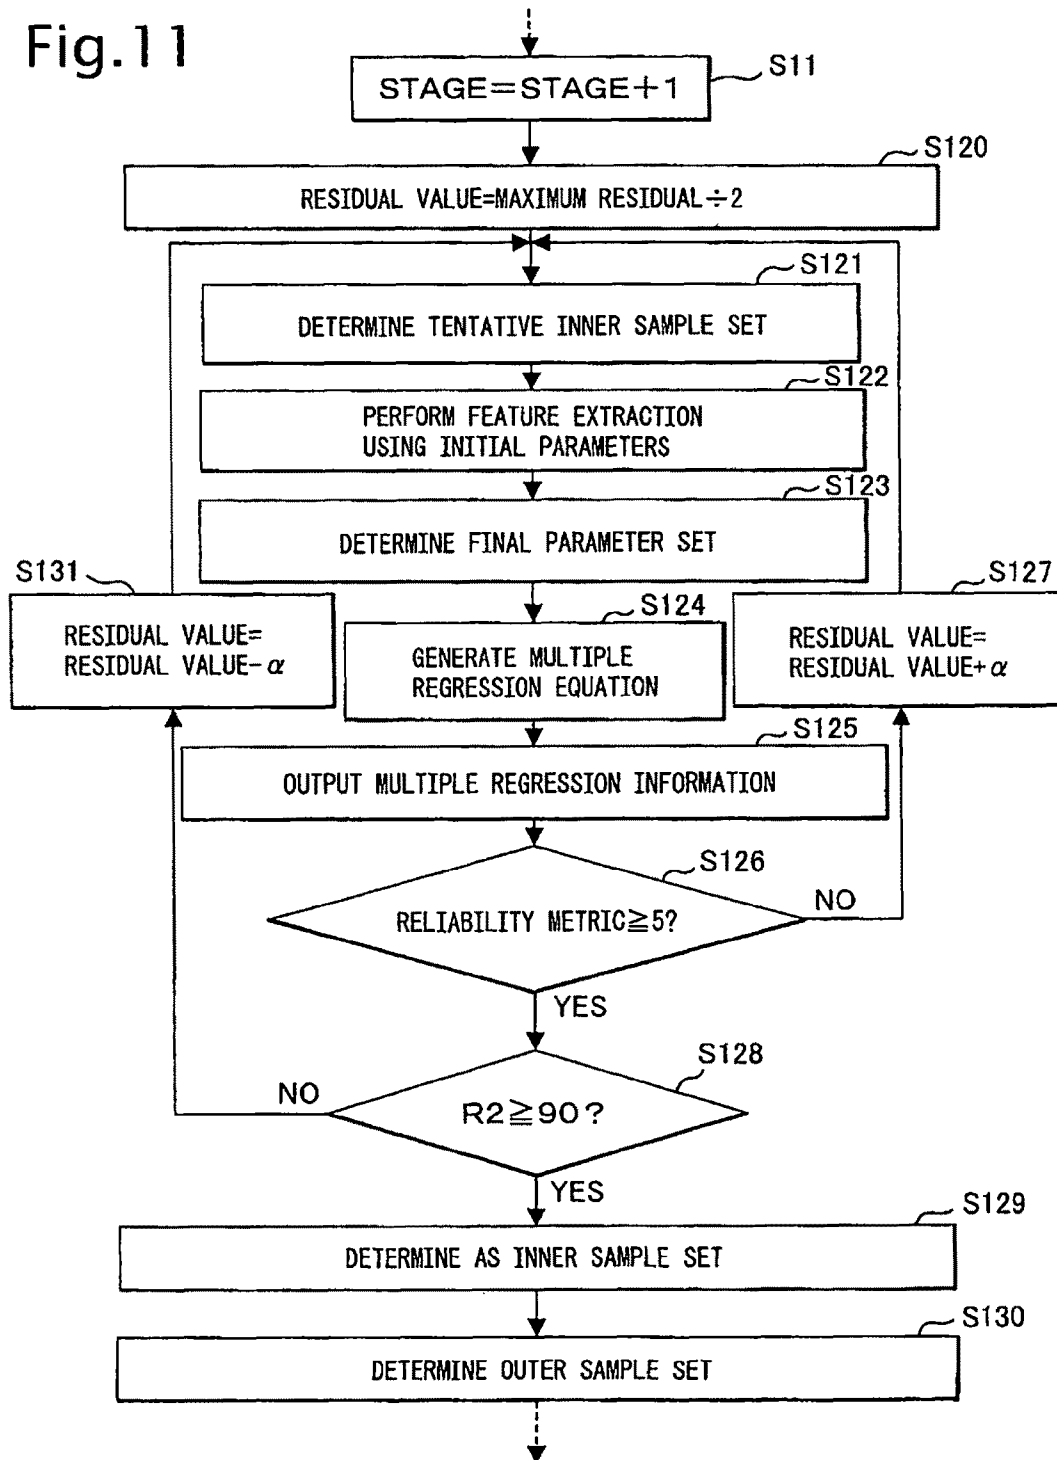 Fig.11
S11
STAGE=STAGE+1
S120
RESIDUAL VALUE=MAXIMUM RESIDUAL÷2
S121
DETERMINE TENTATIVE INNER SAMPLE SET
S122
PERFORM FEATURE EXTRACTION
USING INITIAL PARAMETERS
S123
DETERMINE FINAL PARAMETER SET
S131
RESIDUAL VALUE=
RESIDUAL VALUE-α
S124
GENERATE MULTIPLE
REGRESSION EQUATION
S127
RESIDUAL VALUE=
RESIDUAL VALUE+α
S125
OUTPUT MULTIPLE REGRESSION INFORMATION
S126
RELIABILITY METRIC≧5?
NO
YES
S128
R2≧90?
NO
YES
S129
DETERMINE AS INNER SAMPLE SET
S130
DETERMINE OUTER SAMPLE SET